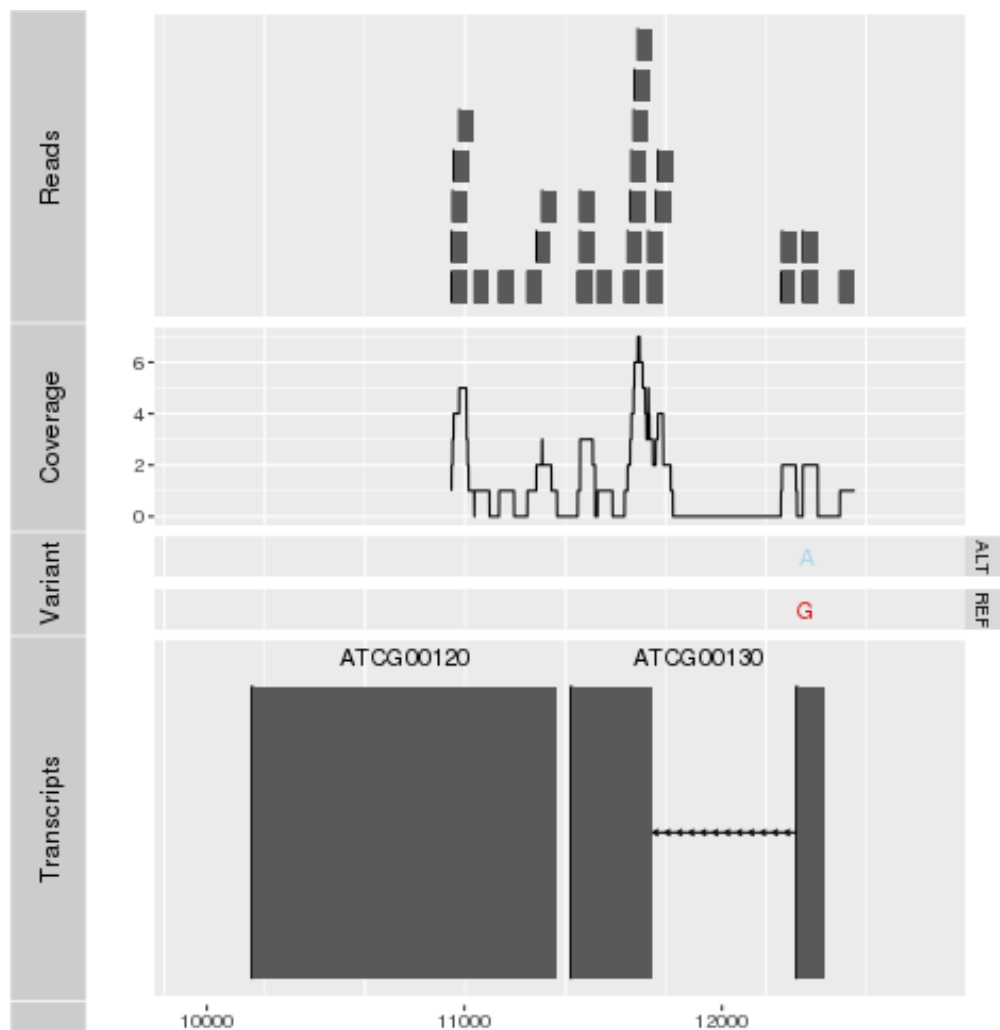 Reads
Coverage
6
4
2
0
Variant
A
ALT
G
REF
Transcripts
ATCG00120 ATCG00130
10000 11000 12000